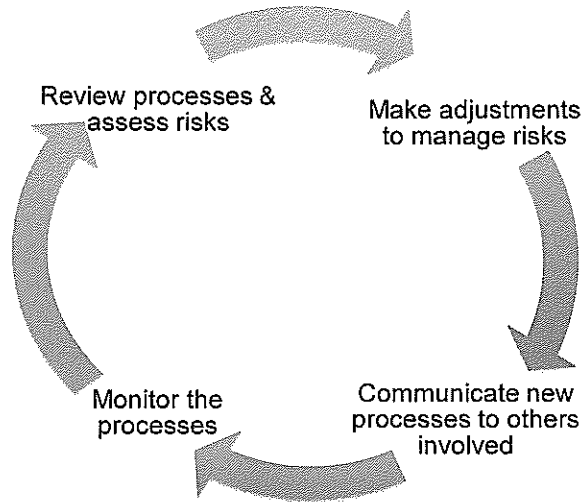 Review processes &
assess risks
Make adjustments
to manage risks
Communicate new
processes to others
involved
Monitor the
processes